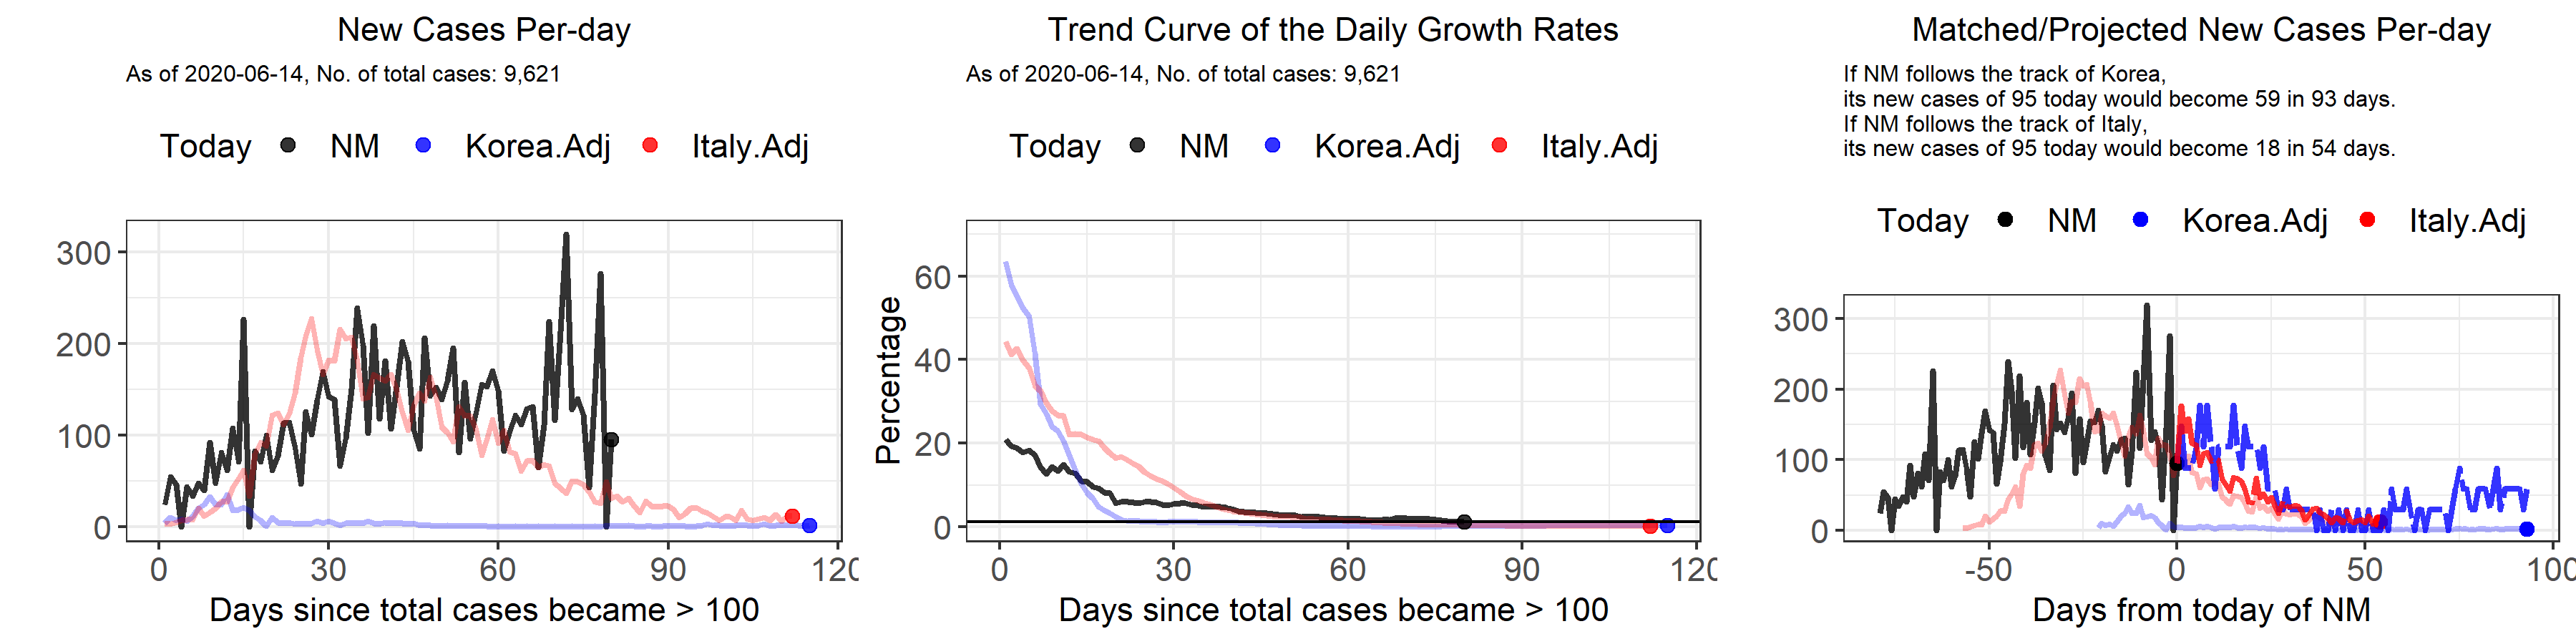 New Cases Per-day
As of 2020-06-14, No. of total cases: 9,621
Today NM Korea.Adj Italy.Adj
300
200
100
0
0 30 60 90 120
Days since total cases became > 100
Trend Curve of the Daily Growth Rates
As of 2020-06-14, No. of total cases: 9,621
Today NM Korea.Adj Italy.Adj
Percentage
60
40
20
0
0 30 60 90 120
Days since total cases became > 100
Matched/Projected New Cases Per-day
If NM follows the track of Korea,
its new cases of 95 today would become 59 in 93 days.
If NM follows the track of Italy,
its new cases of 95 today would become 18 in 54 days.
Today NM Korea.Adj Italy.Adj
300
200
100
0
-50 0 50 100
Days from today of NM